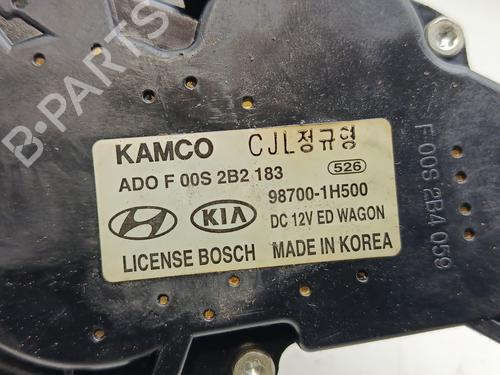 KAMCO CJL정규영
ADO F 00S 2B2 183 526
98700-1H500
KIA DC 12V ED WAGON
LICENSE BOSCH MADE IN KOREA
F 00S 2B4 059
B-PARTS